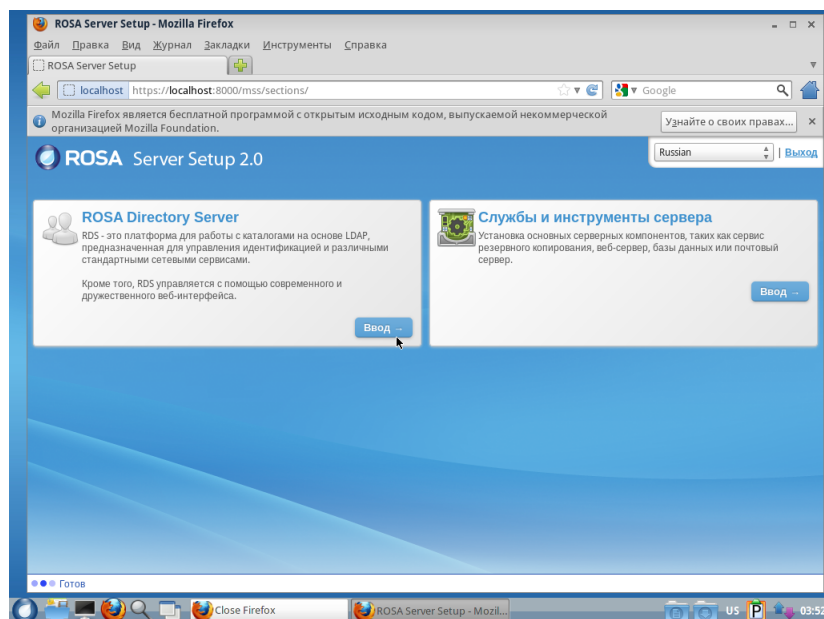 ROSA Server Setup - Mozilla Firefox
Файл Правка Вид Журнал Закладки Инструменты Справка
ROSA Server Setup
localhost https://localhost:8000/mss/sections/ Google
Mozilla Firefox является бесплатной программой с открытым исходным кодом, выпускаемой некоммерческой
организацией Mozilla Foundation.
Узнайте о своих правах...
ROSA Server Setup 2.0
Russian | Выход
ROSA Directory Server
RDS - это платформа для работы с каталогами на основе LDAP,
предназначенная для управления идентификацией и различными
стандартными сетевыми сервисами.
Кроме того, RDS управляется с помощью современного и
дружественного веб-интерфейса.
Ввод →
Службы и инструменты сервера
Установка основных серверных компонентов, таких как сервис
резервного копирования, веб-сервер, базы данных или почтовый
сервер.
Ввод →
Готов
Close Firefox ROSA Server Setup - Mozil... US P 03:52